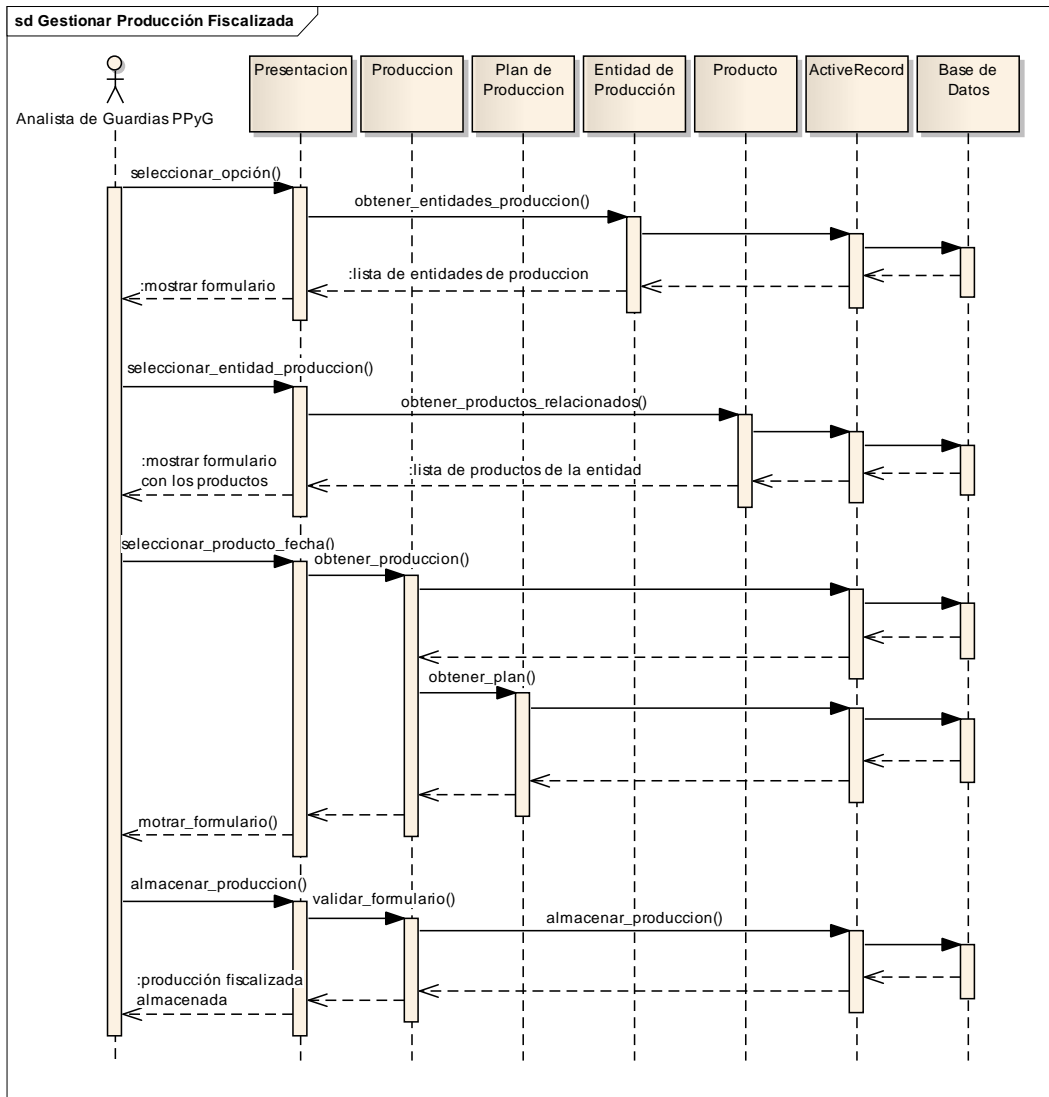 sd Gestionar Producción Fiscalizada
Analista de Guardias PPyG
Presentacion
Produccion
Plan de
Produccion
Entidad de
Producción
Producto
ActiveRecord
Base de
Datos
seleccionar_opción()
obtener_entidades_produccion()
:lista de entidades de produccion
:mostrar formulario
seleccionar_entidad_produccion()
obtener_productos_relacionados()
:lista de productos de la entidad
:mostrar formulario
con los productos
seleccionar_producto_fecha()
obtener_produccion()
obtener_plan()
motrar_formulario()
almacenar_produccion()
validar_formulario()
almacenar_produccion()
:producción fiscalizada
almacenada